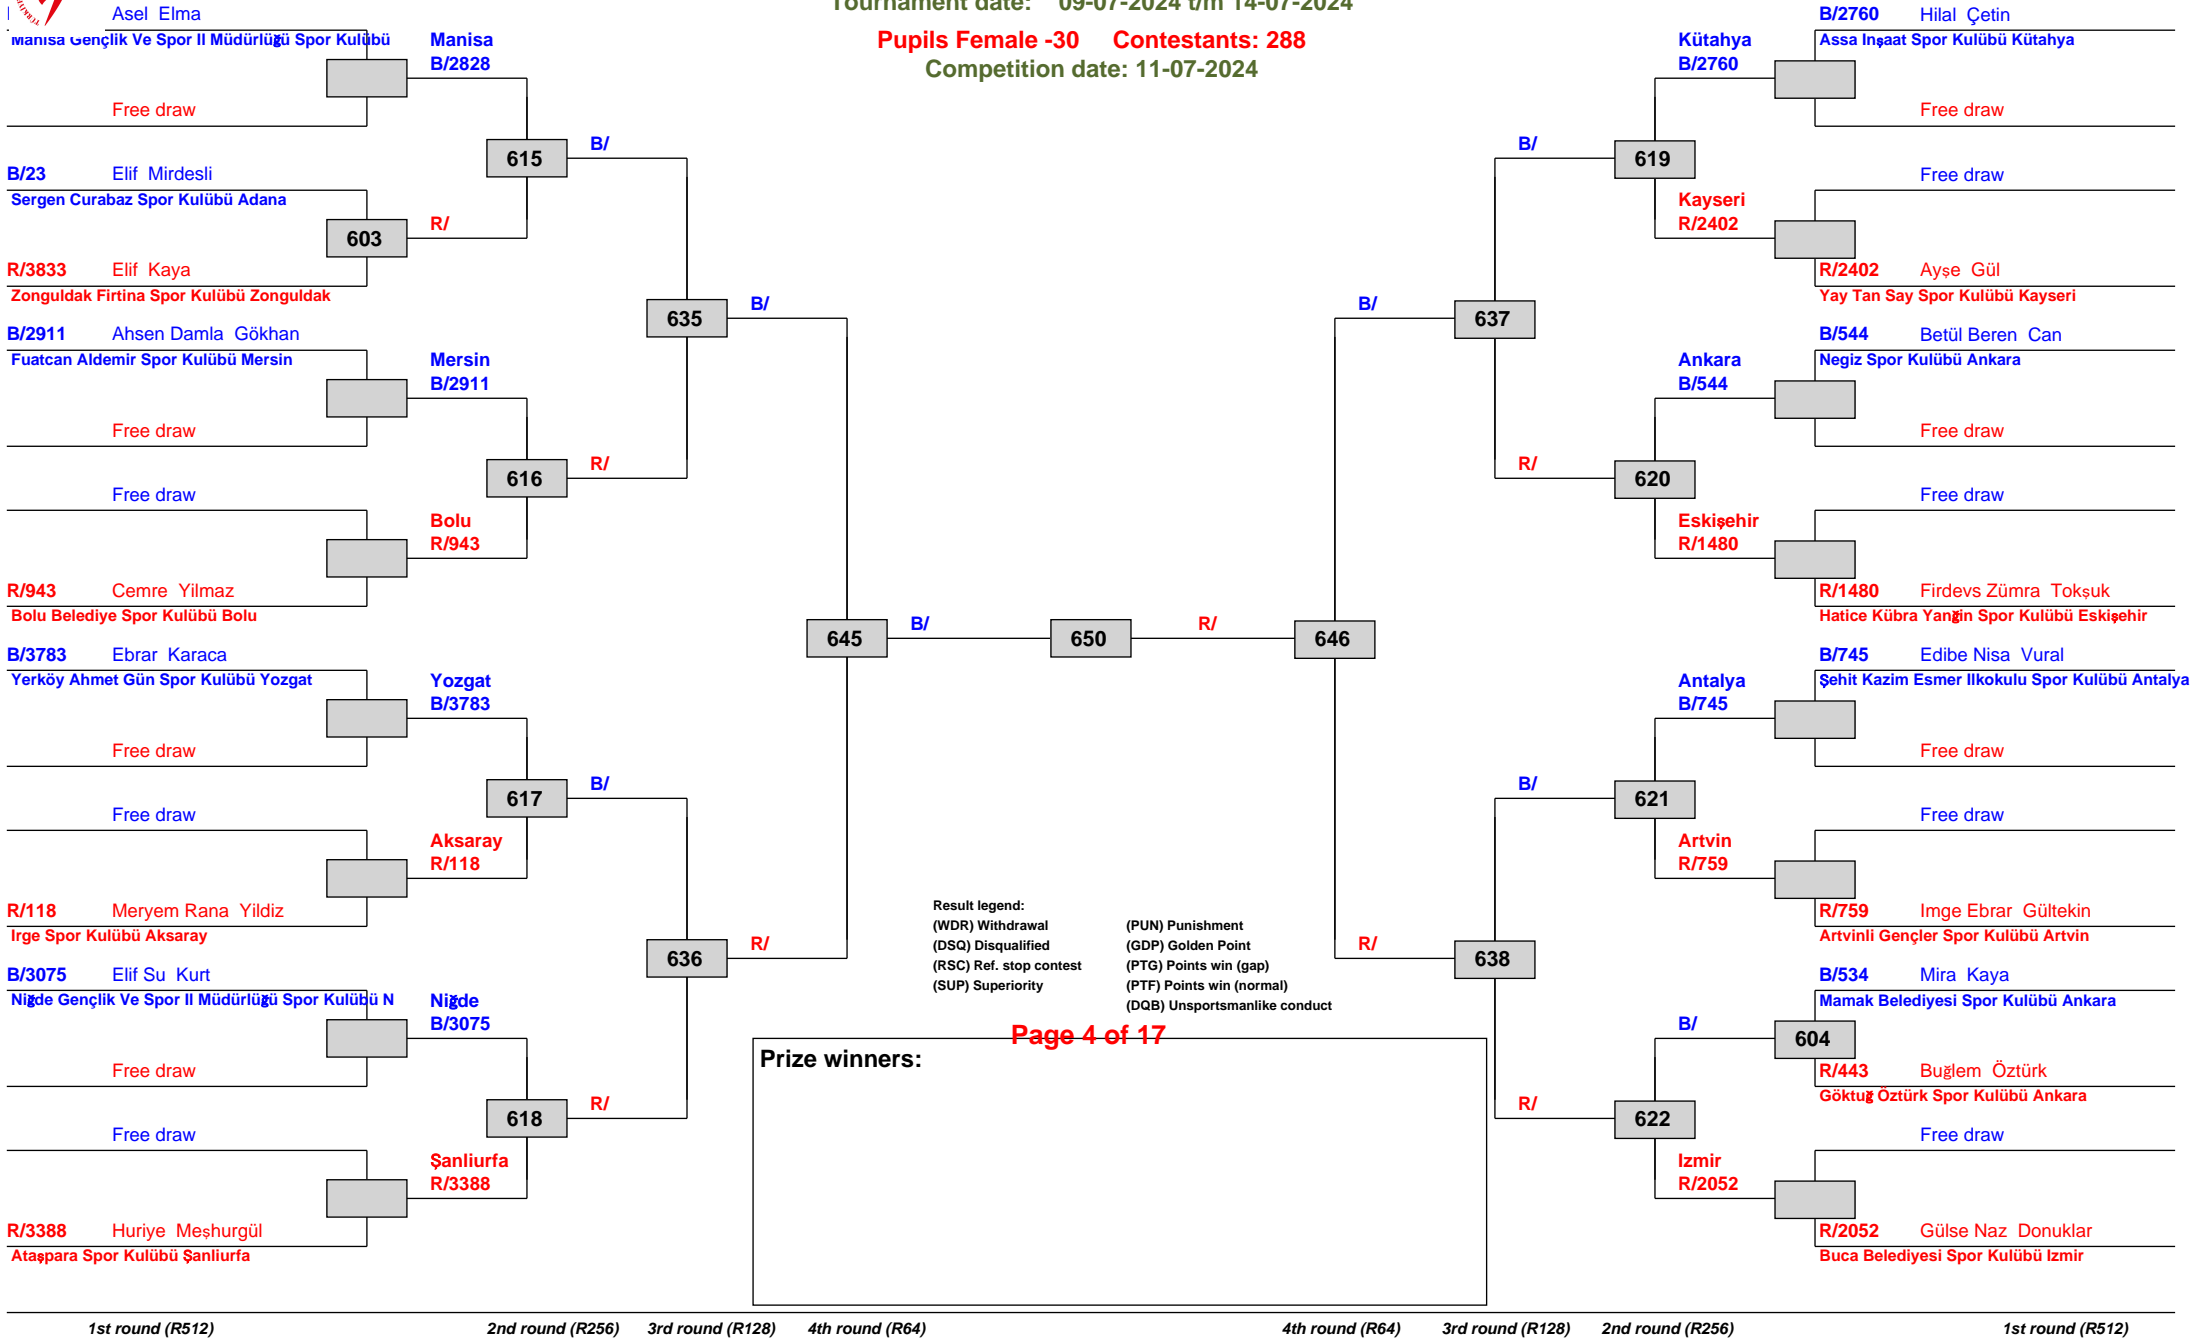 Tournament date: 09-07-2024 t/m 14-07-2024
Pupils Female -30 Contestants: 288
Competition date: 11-07-2024
Asel Elma
Manisa Gençlik Ve Spor Il Müdürlüğü Spor Kulübü
Free draw
B/23 Elif Mirdesli
Sergen Curabaz Spor Kulübü Adana
603
R/3833 Elif Kaya
Zonguldak Firtina Spor Kulübü Zonguldak
B/2911 Ahsen Damla Gökhan
Fuatcan Aldemir Spor Kulübü Mersin
Free draw
Free draw
R/943 Cemre Yilmaz
Bolu Belediye Spor Kulübü Bolu
B/3783 Ebrar Karaca
Yerköy Ahmet Gün Spor Kulübü Yozgat
Free draw
Free draw
R/118 Meryem Rana Yildiz
Irge Spor Kulübü Aksaray
B/3075 Elif Su Kurt
Niğde Gençlik Ve Spor Il Müdürlüğü Spor Kulübü N
Free draw
Free draw
R/3388 Huriye Meşhurgül
Ataşpara Spor Kulübü Şanliurfa
Manisa
B/2828
615
R/
Mersin
B/2911
616
Bolu
R/943
Yozgat
B/3783
617
Aksaray
R/118
Niğde
B/3075
618
Şanliurfa
R/3388
B/
635
R/
B/
636
R/
B/
645
R/
B/
650
R/
646
B/
R/
B/
637
R/
B/
638
R/
Kütahya
B/2760
619
Kayseri
R/2402
Ankara
B/544
620
Eskişehir
R/1480
Antalya
B/745
621
Artvin
R/759
B/
622
Izmir
R/2052
B/2760 Hilal Çetin
Assa Inşaat Spor Kulübü Kütahya
Free draw
Free draw
R/2402 Ayşe Gül
Yay Tan Say Spor Kulübü Kayseri
B/544 Betül Beren Can
Negiz Spor Kulübü Ankara
Free draw
Free draw
R/1480 Firdevs Zümra Tokşuk
Hatice Kübra Yanğin Spor Kulübü Eskişehir
B/745 Edibe Nisa Vural
Şehit Kazim Esmer Ilkokulu Spor Kulübü Antalya
Free draw
Free draw
R/759 Imge Ebrar Gültekin
Artvinli Gençler Spor Kulübü Artvin
B/534 Mira Kaya
Mamak Belediyesi Spor Kulübü Ankara
604
R/443 Buğlem Öztürk
Göktuğ Öztürk Spor Kulübü Ankara
Free draw
R/2052 Gülse Naz Donuklar
Buca Belediyesi Spor Kulübü Izmir
Result legend:
(WDR) Withdrawal (PUN) Punishment
(DSQ) Disqualified (GDP) Golden Point
(RSC) Ref. stop contest (PTG) Points win (gap)
(SUP) Superiority (PTF) Points win (normal)
(DQB) Unsportsmanlike conduct
Page 4 of 17
Prize winners:
1st round (R512) 2nd round (R256) 3rd round (R128) 4th round (R64) 4th round (R64) 3rd round (R128) 2nd round (R256) 1st round (R512)